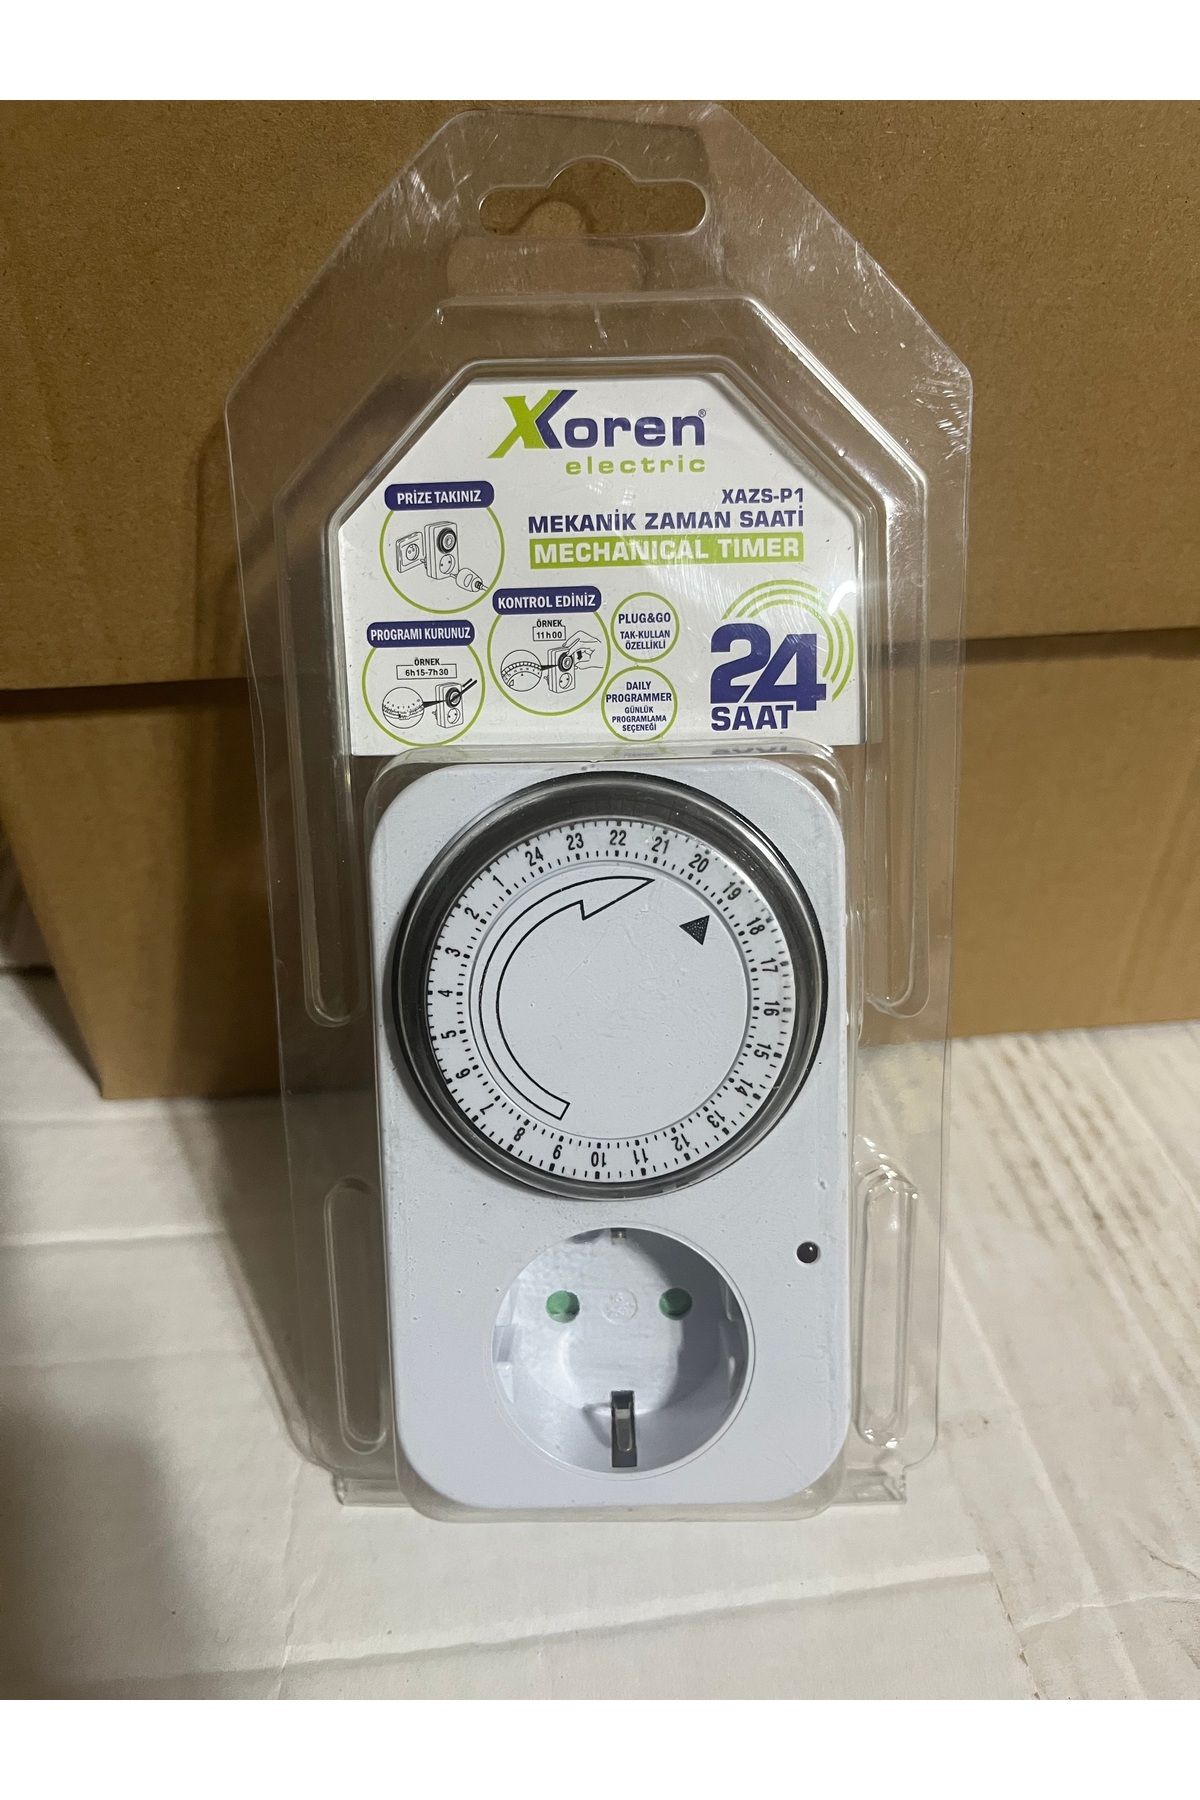 XKoren®
electric
XAZS-P1
MEKANİK ZAMAN SAATİ
MECHANICAL TIMER
PRİZE TAKINIZ
KONTROL EDİNİZ
ÖRNEK
11h00
PROGRAMI KURUNUZ
ÖRNEK
6h15-7h30
PLUG&GO
TAK-KULLAN
ÖZELLİKLİ
DAILY
PROGRAMMER
GÜNLÜK
PROGRAMLAMA
SEÇENEĞİ
24
SAAT
1 2 3 4 5 6 7 8 9 10 11 12 13 14 15 16 17 18 19 20 21 22 23 24